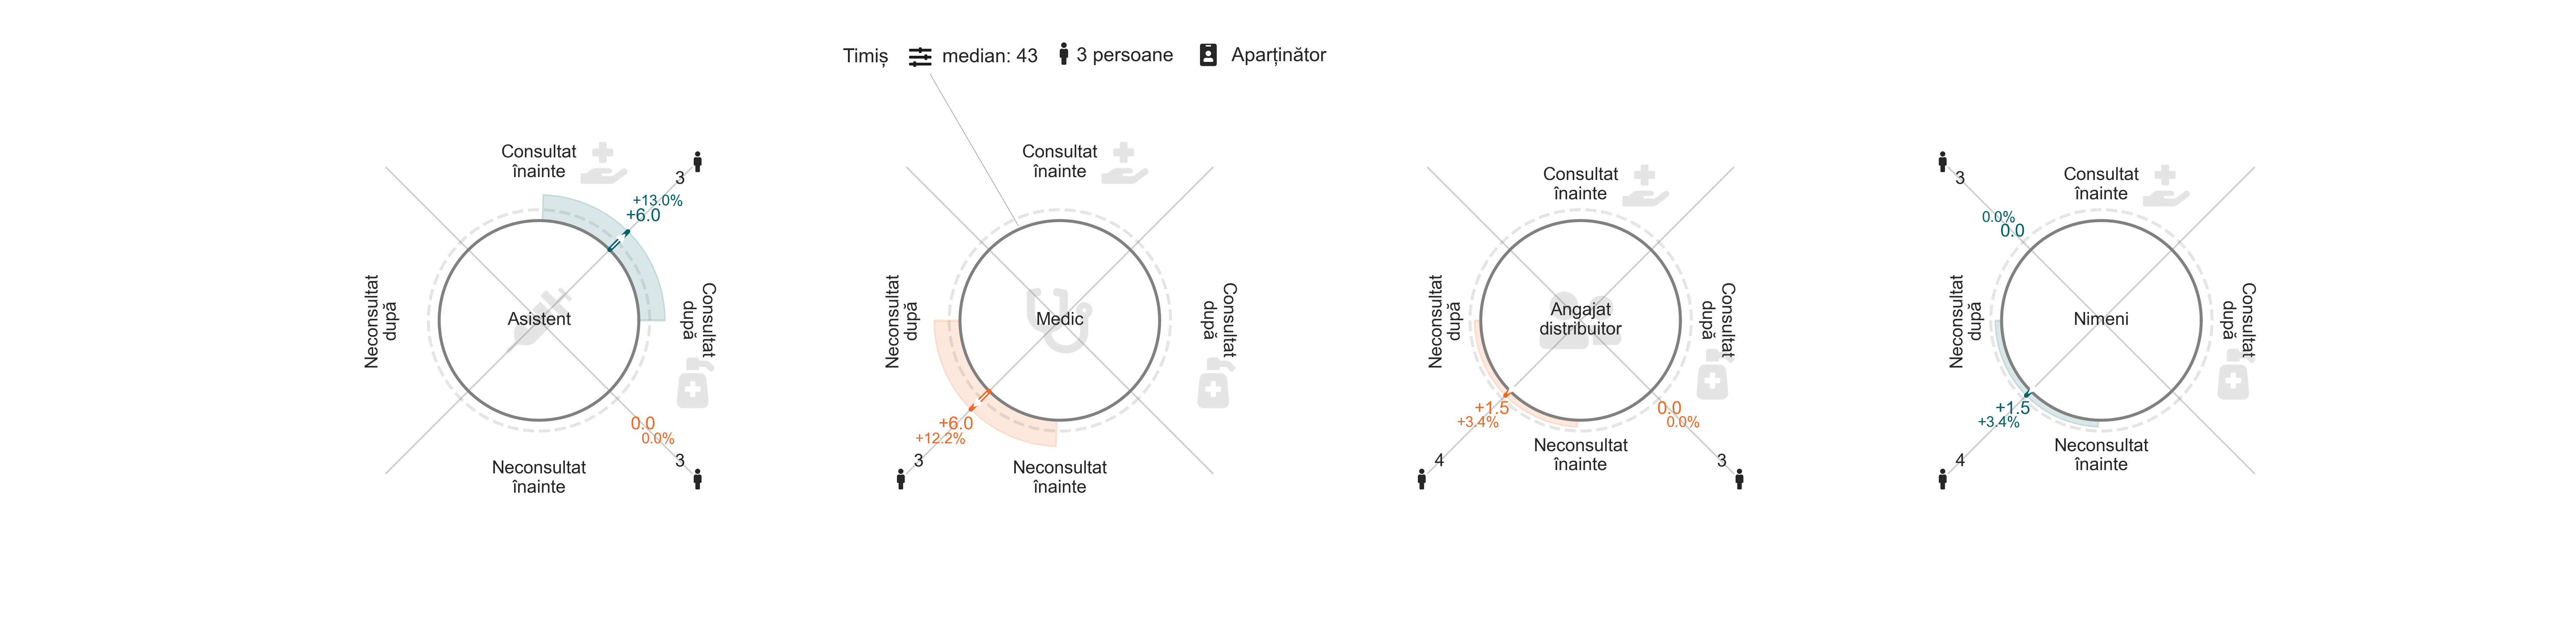 Timiș median: 43 3 persoane Aparținător
Consultat
înainte
3
+13.0%
+6.0
Neconsultat
după
Asistent
Consultat
după
0.0
0.0%
3
Neconsultat
înainte
Consultat
înainte
Neconsultat
după
Medic
Consultat
după
+6.0
+12.2%
3
Neconsultat
înainte
Consultat
înainte
Neconsultat
după
Angajat
distribuitor
Consultat
după
+1.5
+3.4%
4
0.0
0.0%
3
Neconsultat
înainte
3
Consultat
înainte
0.0%
0.0
Neconsultat
după
Nimeni
Consultat
după
+1.5
+3.4%
4
Neconsultat
înainte